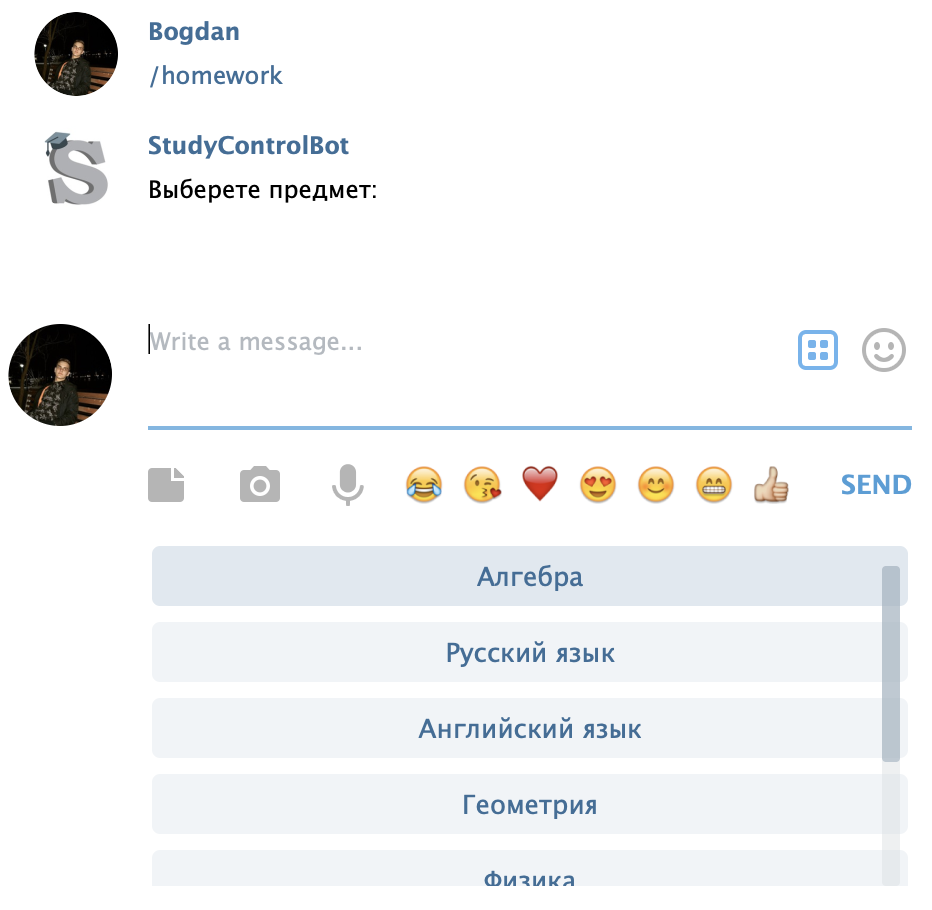 Bogdan
/homework
StudyControlBot
Выберете предмет:
Write a message...
SEND
Алгебра
Русский язык
Английский язык
Геометрия
Физика